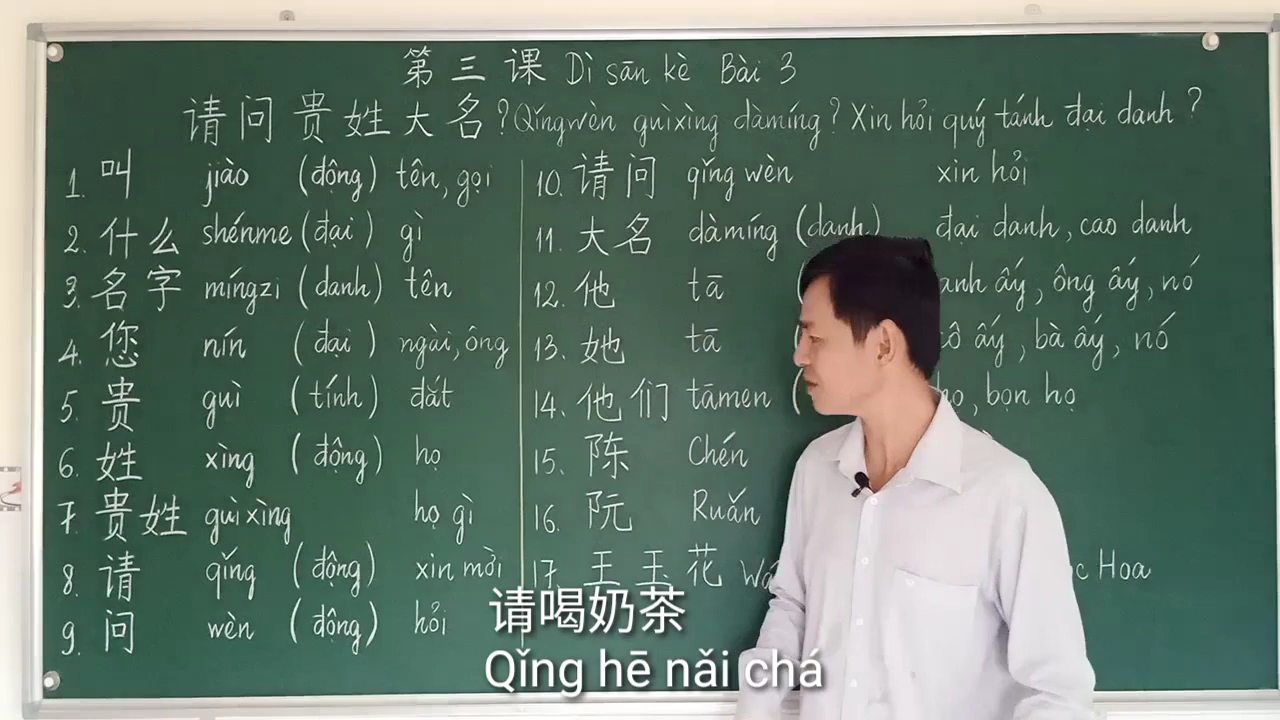 第三课 Dì sān kè Bài 3
请问贵姓大名? Qǐngwèn guìxìng dàmíng? Xin hỏi quý tánh đại danh?
1. 叫 jiào (động) tên, gọi
2. 什么 shénme (đại) gì
3. 名字 míngzi (danh) tên
4. 您 nín (đại) ngài, ông
5. 贵 guì (tính) đắt
6. 姓 xìng (động) họ
7. 贵姓 guìxìng họ gì
8. 请 qǐng (động) xin mời
9. 问 wèn (động) hỏi
10. 请问 qǐng wèn xin hỏi
11. 大名 dàmíng (danh) đại danh, cao danh
12. 他 tā ( anh ấy, ông ấy, nó
13. 她 tā cô ấy, bà ấy, nó
14. 他们 tāmen ( họ, bọn họ
15. 陈 Chén
16. 阮 Ruǎn
17. 王玉花 Hoa
请喝奶茶
Qǐng hē nǎi chá